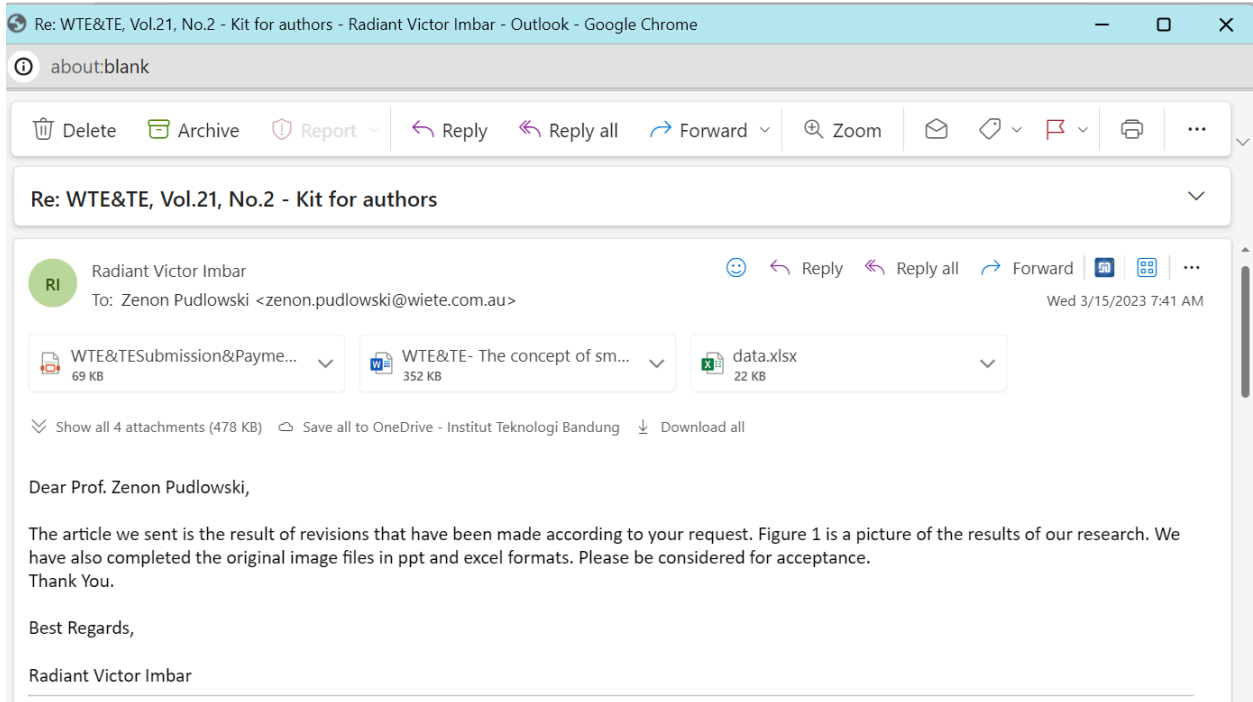 Re: WTE&TE, Vol.21, No.2 - Kit for authors - Radiant Victor Imbar - Outlook - Google Chrome
about:blank
Delete Archive Report Reply Reply all Forward Zoom
Re: WTE&TE, Vol.21, No.2 - Kit for authors
RI
Radiant Victor Imbar
Reply Reply all Forward
To: Zenon Pudlowski <zenon.pudlowski@wiete.com.au>
Wed 3/15/2023 7:41 AM
WTE&TESubmission&Payme...
69 KB
WTE&TE- The concept of sm...
352 KB
data.xlsx
22 KB
Show all 4 attachments (478 KB) Save all to OneDrive - Institut Teknologi Bandung Download all
Dear Prof. Zenon Pudlowski,
The article we sent is the result of revisions that have been made according to your request. Figure 1 is a picture of the results of our research. We
have also completed the original image files in ppt and excel formats. Please be considered for acceptance.
Thank You.
Best Regards,
Radiant Victor Imbar